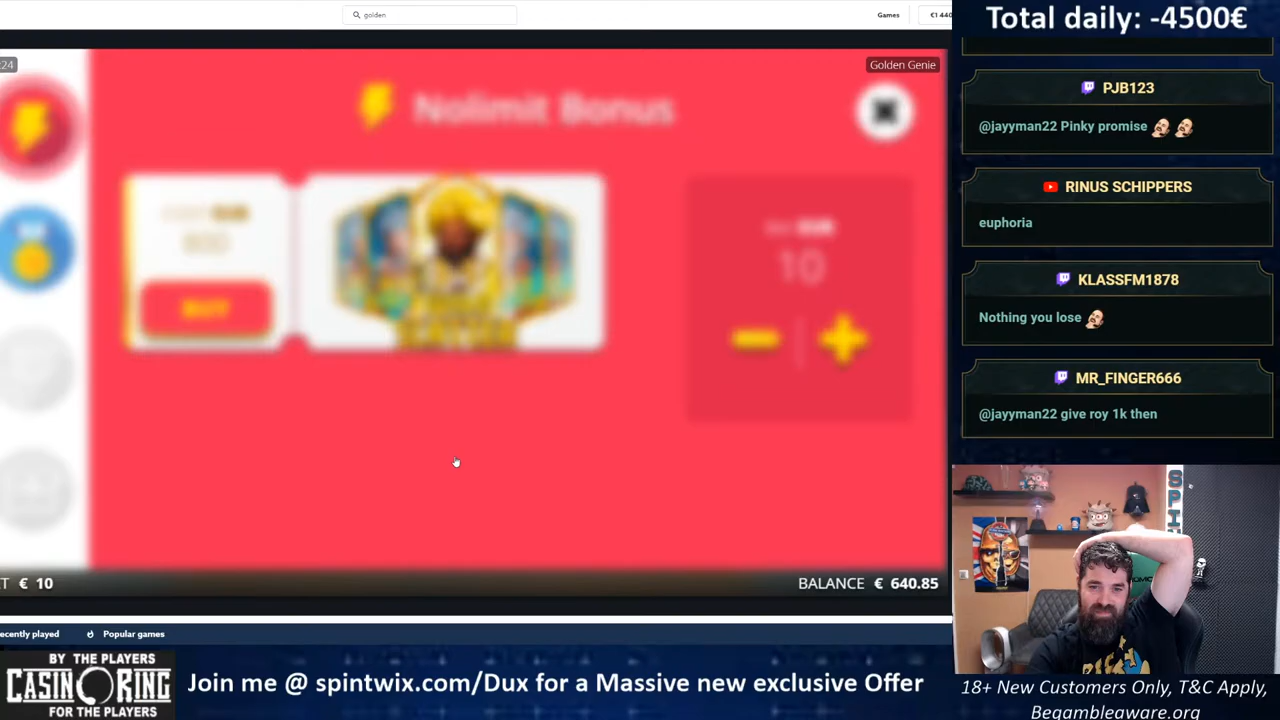 golden
Games
€1 440
Total daily: -4500€
:24
Golden Genie
Nolimit Bonus
10
BUY
T € 10
BALANCE € 640.85
ecently played
Popular games
PJB123
@jayyman22 Pinky promise
RINUS SCHIPPERS
euphoria
KLASSFM1878
Nothing you lose
MR_FINGER666
@jayyman22 give roy 1k then
SPI
BY THE PLAYERS
CASINORING
FOR THE PLAYERS
Join me @ spintwix.com/Dux for a Massive new exclusive Offer
18+ New Customers Only, T&C Apply,
Begambleaware.org